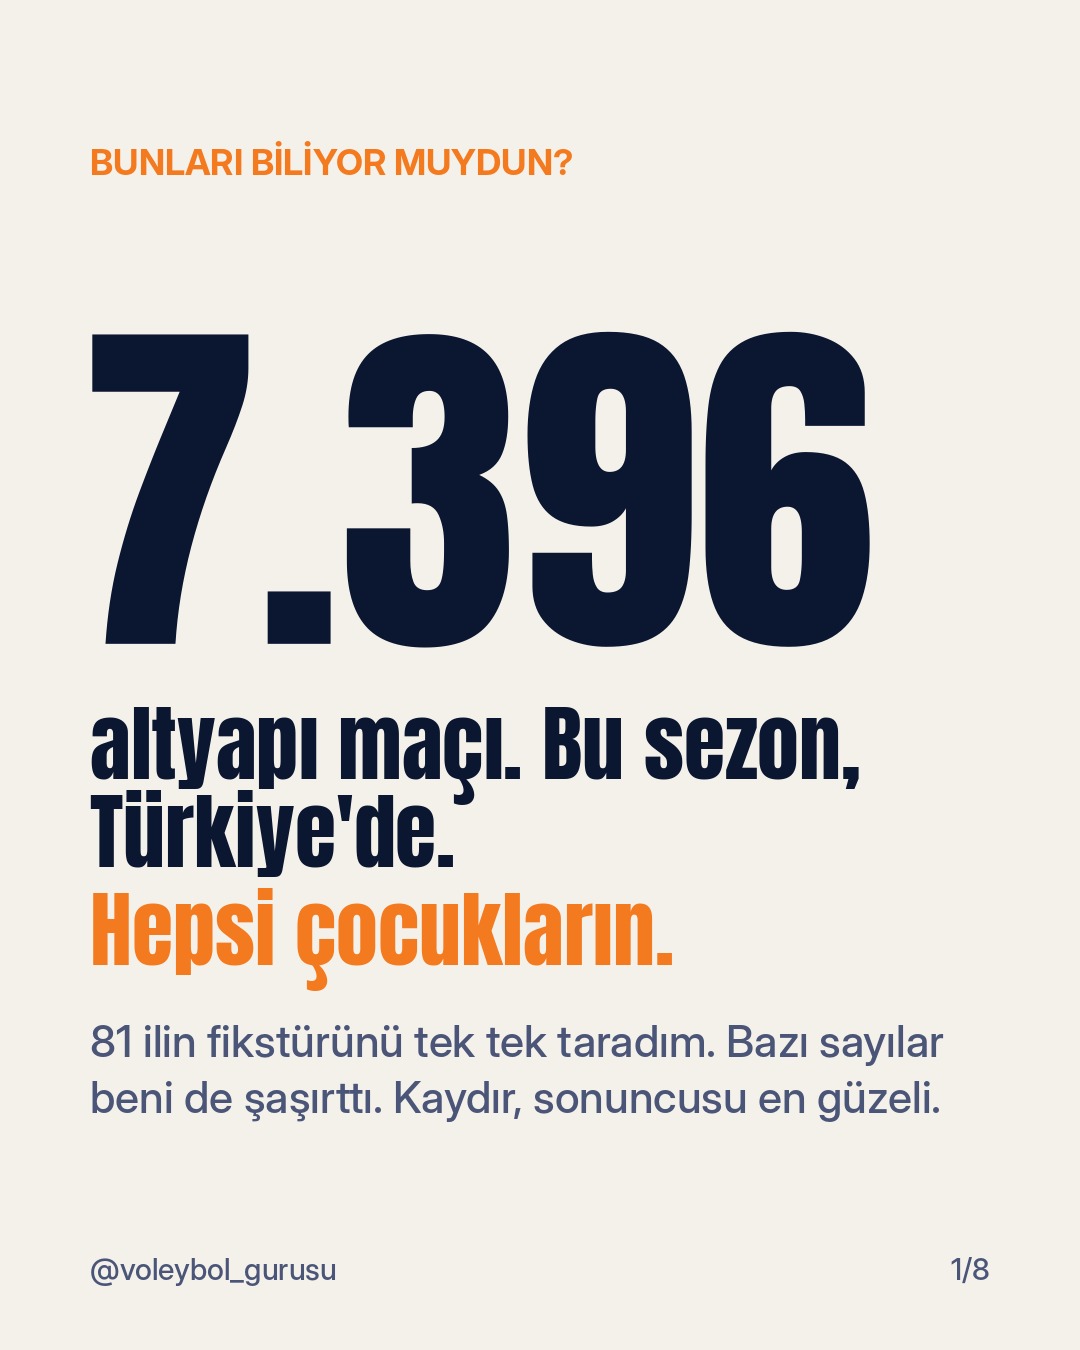 BUNLARI BİLİYOR MUYDUN?
7.396
altyapı maçı. Bu sezon,
Türkiye'de.
Hepsi çocukların.
81 ilin fikstürünü tek tek taradım. Bazı sayılar
beni de şaşırttı. Kaydır, sonuncusu en güzeli.
@voleybol_gurusu
1/8